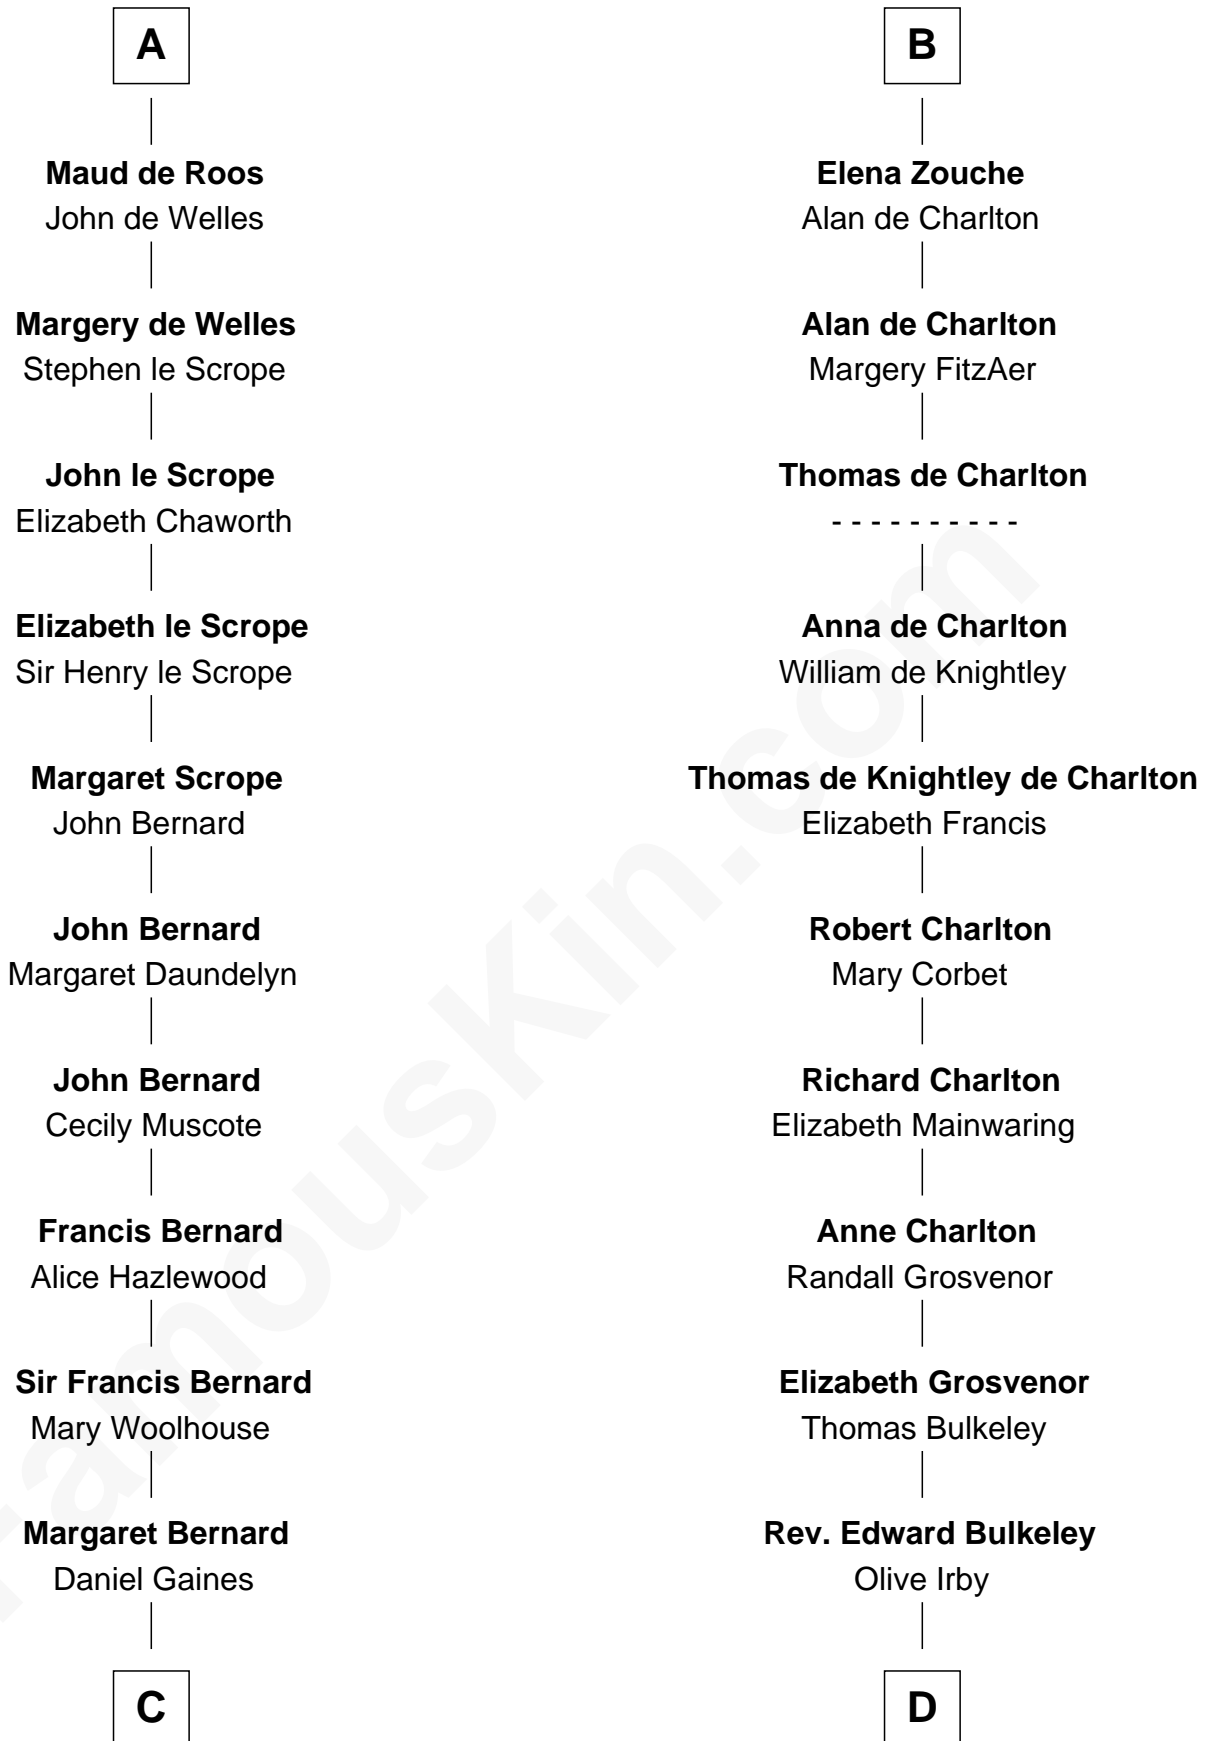 A
Maud de Roos
John de Welles
Margery de Welles
Stephen le Scrope
John le Scrope
Elizabeth Chaworth
Elizabeth le Scrope
Sir Henry le Scrope
Margaret Scrope
John Bernard
John Bernard
Margaret Daundelyn
John Bernard
Cecily Muscote
Francis Bernard
Alice Hazlewood
Sir Francis Bernard
Mary Woolhouse
Margaret Bernard
Daniel Gaines
C
B
Elena Zouche
Alan de Charlton
Alan de Charlton
Margery FitzAer
Thomas de Charlton
- - - - - - - - - -
Anna de Charlton
William de Knightley
Thomas de Knightley de Charlton
Elizabeth Francis
Robert Charlton
Mary Corbet
Richard Charlton
Elizabeth Mainwaring
Anne Charlton
Randall Grosvenor
Elizabeth Grosvenor
Thomas Bulkeley
Rev. Edward Bulkeley
Olive Irby
D
FamousKin.com